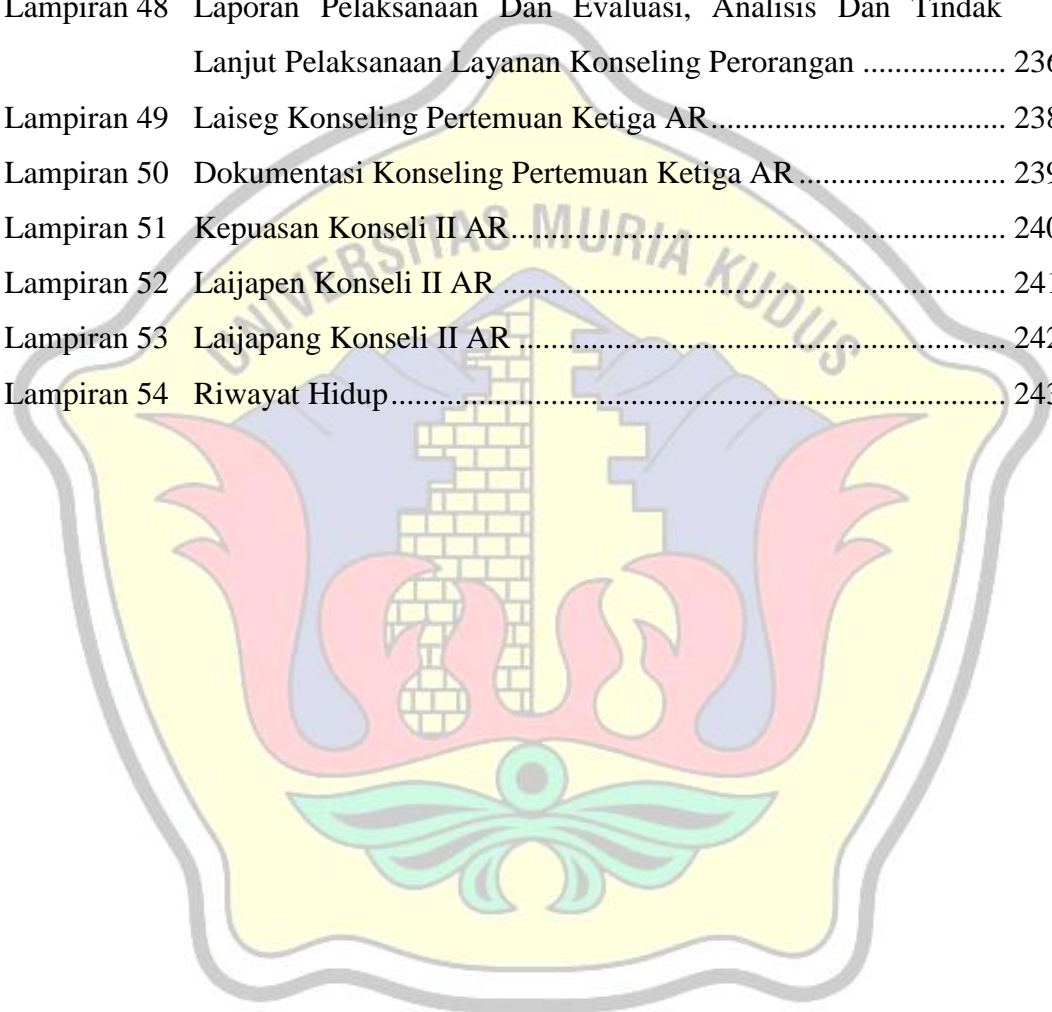 Lampiran 48 Laporan Pelaksanaan Dan Evaluasi, Analisis Dan Tindak
Lanjut Pelaksanaan Layanan Konseling Perorangan .................. 236
Lampiran 49 Laiseg Konseling Pertemuan Ketiga AR..................................... 238
Lampiran 50 Dokumentasi Konseling Pertemuan Ketiga AR .......................... 239
Lampiran 51 Kepuasan Konseli II AR.............................................................. 240
Lampiran 52 Laijapen Konseli II AR ............................................................... 241
Lampiran 53 Laijapang Konseli II AR ............................................................. 242
Lampiran 54 Riwayat Hidup............................................................................. 243
UNIVERSITAS MURIA KUDUS